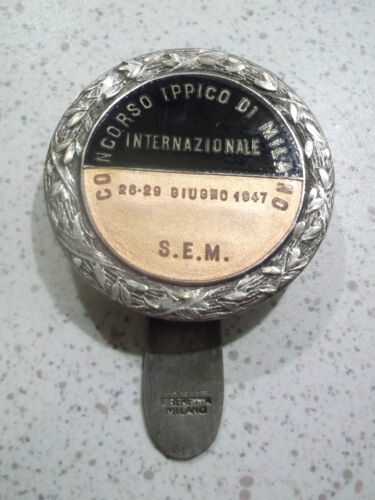 CONCORSO IPPICO DI MILANO
INTERNAZIONALE
26-29 GIUGNO 1947
S.E.M.
MILANO